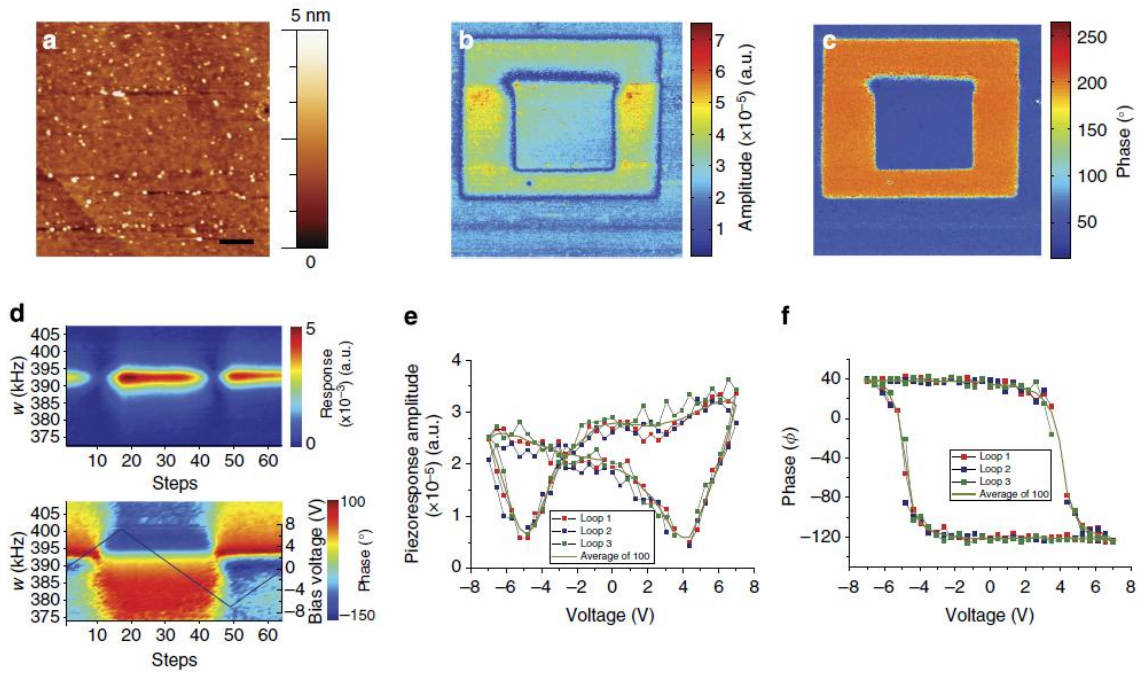 a
5 nm
0
b
7
6
5
4
3
2
1
Amplitude (×10⁻⁵) (a.u.)
c
250
200
150
100
50
Phase (°)
d
405
400
395
390
385
380
375
w (kHz)
10 20 30 40 50 60
Steps
5
0
Response
(×10⁻³) (a.u.)
405
400
395
390
385
380
375
w (kHz)
10 20 30 40 50 60
Steps
8
4
0
−4
−8
Bias voltage (V)
100
−150
Phase (°)
e
4
3
2
1
0
Piezoresponse amplitude
(×10⁻⁵) (a.u.)
Loop 1
Loop 2
Loop 3
Average of 100
−8 −6 −4 −2 0 2 4 6 8
Voltage (V)
f
40
0
−40
−80
−120
Phase (ϕ)
Loop 1
Loop 2
Loop 3
Average of 100
−8 −6 −4 −2 0 2 4 6 8
Voltage (V)